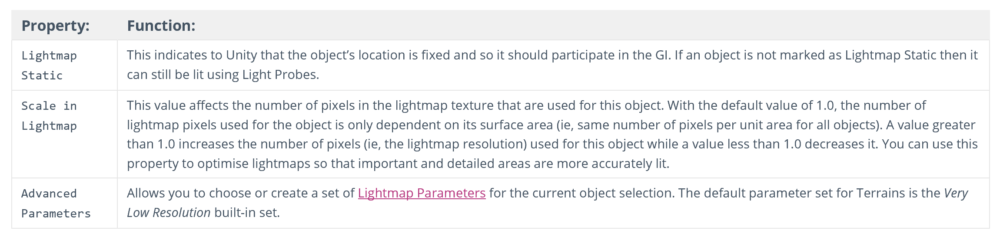 Property: Function:
Lightmap Static
This indicates to Unity that the object’s location is fixed and so it should participate in the GI. If an object is not marked as Lightmap Static then it
can still be lit using Light Probes.
Scale in Lightmap
This value affects the number of pixels in the lightmap texture that are used for this object. With the default value of 1.0, the number of
lightmap pixels used for the object is only dependent on its surface area (ie, same number of pixels per unit area for all objects). A value greater
than 1.0 increases the number of pixels (ie, the lightmap resolution) used for this object while a value less than 1.0 decreases it. You can use this
property to optimise lightmaps so that important and detailed areas are more accurately lit.
Advanced Parameters
Allows you to choose or create a set of Lightmap Parameters for the current object selection. The default parameter set for Terrains is the Very
Low Resolution built-in set.